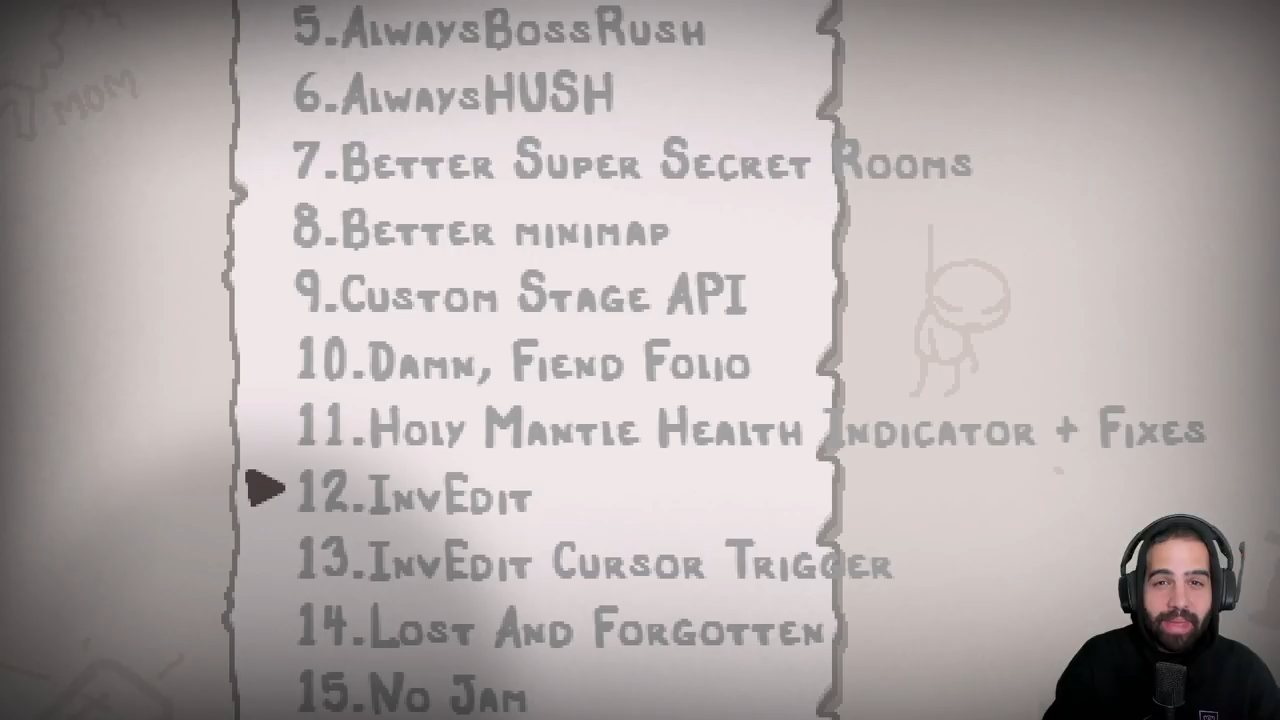 5.AlwaysBossRush
6.AlwaysHUSH
MOM
7.Better Super Secret Rooms
8.Better minimap
9.Custom Stage API
10.Damn, Fiend Folio
11.Holy Mantle Health Indicator + Fixes
12.InvEdit
13.InvEdit Cursor Trigger
14.Lost And Forgotten
15.No Jam